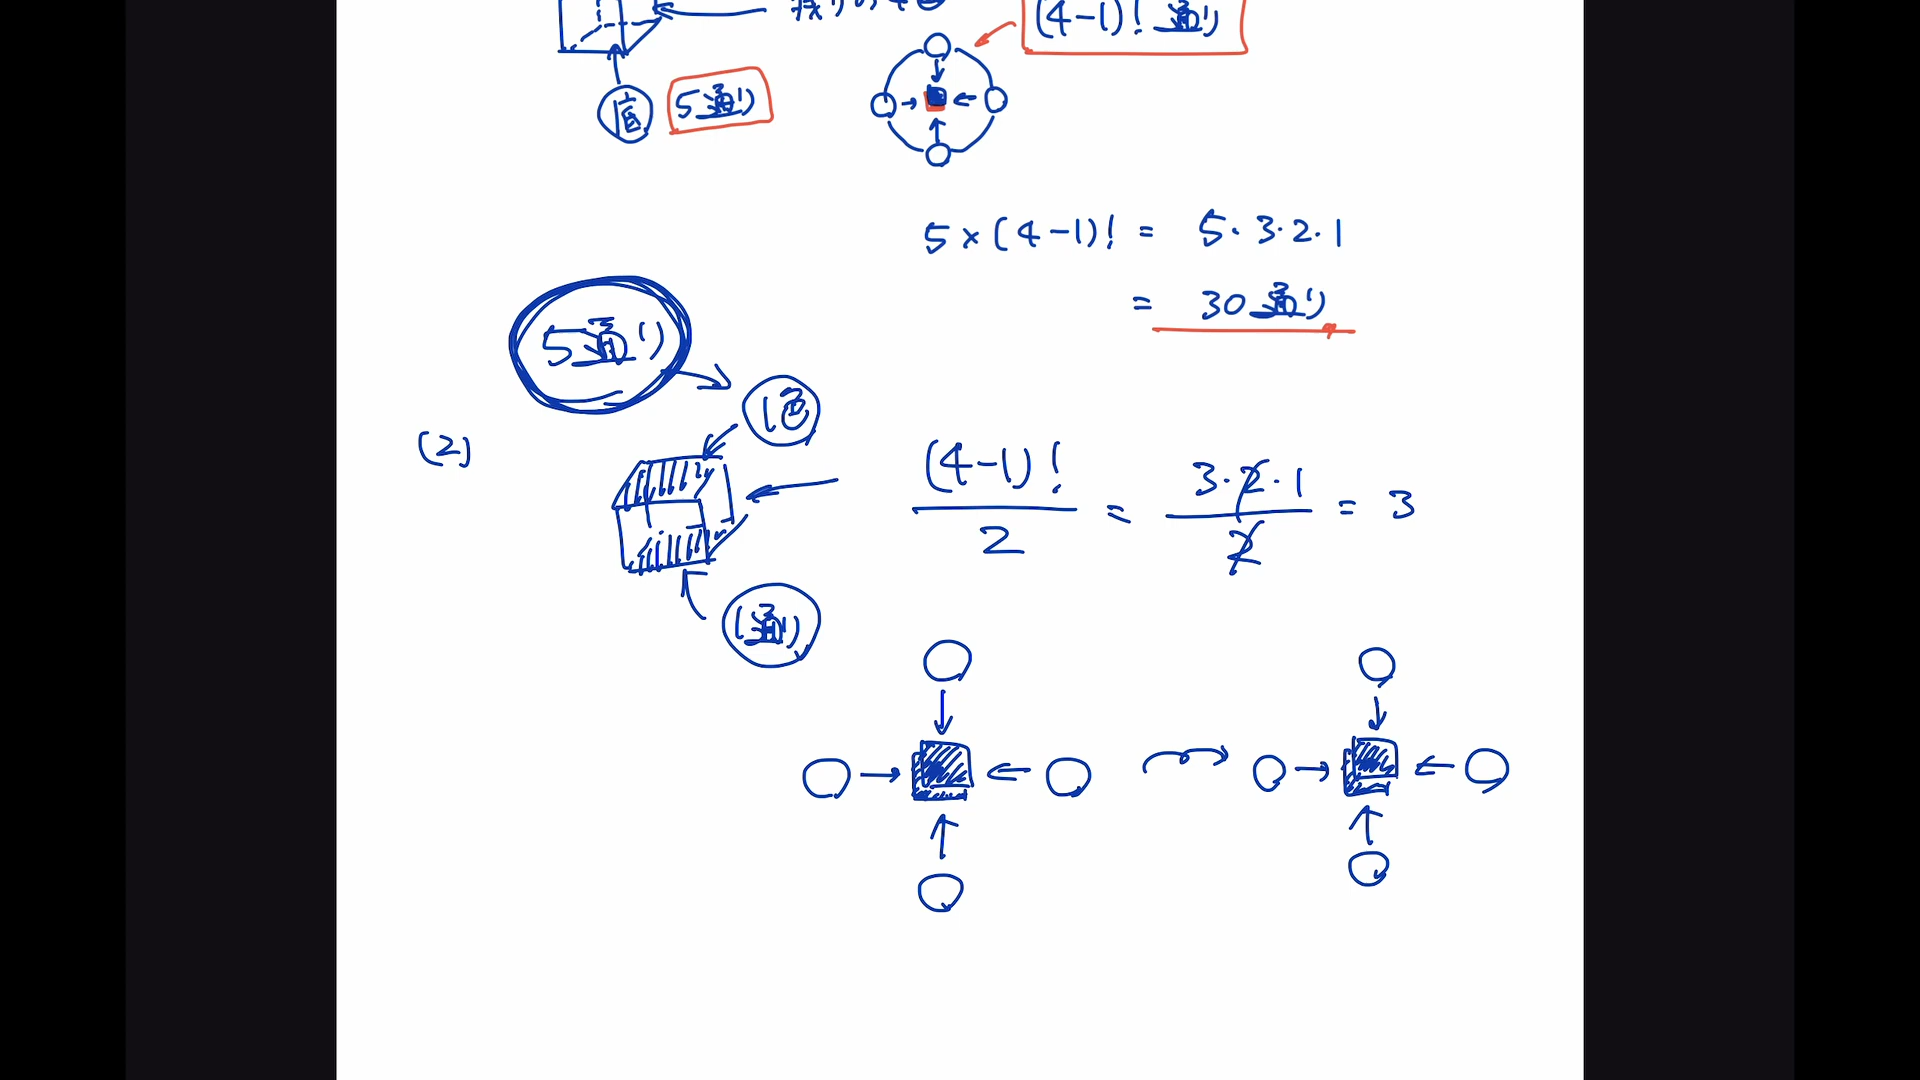 残りの4色
(4-1)! 通り
底
5通り
5×(4-1)! = 5・3・2・1
= 30通り
5通り
1色
(2)
(4-1)!/2 = 3・2・1/2 = 3
1通り